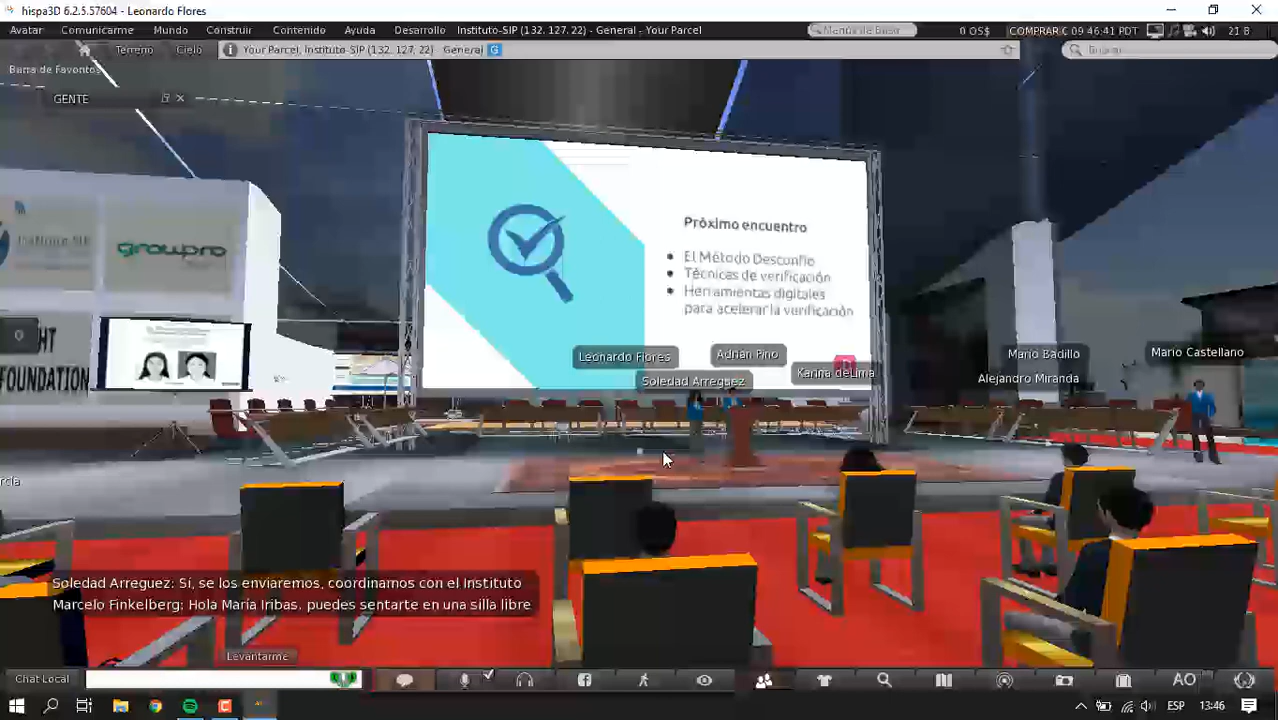 hispa3D 6.2.5.57604 - Leonardo Flores
Avatar Comunicarme Mundo Construir Contenido Ayuda Desarrollo Instituto-SIP (132, 127, 22) - General - Your Parcel
0 OS$ COMPRAR 09:46:41 PDT
Terreno Cielo
Your Parcel, Instituto-SIP (132, 127, 22) General G
Buscar
Barra de Favoritos
GENTE
growpro
FOUNDATION
0
Próximo encuentro
El Método Desconfío
Técnicas de verificación
Herramientas digitales
para acelerar la verificación
Leonardo Flores
Adrián Pino
Soledad Arreguez
Karina deLima
Mario Badillo
Alejandro Miranda
Mario Castellano
Soledad Arreguez: Sí, se los enviaremos, coordinamos con el Instituto
Marcelo Finkelberg: Hola María Iribas, puedes sentarte en una silla libre
Levantarme
Chat Local
AO
ESP 13:46